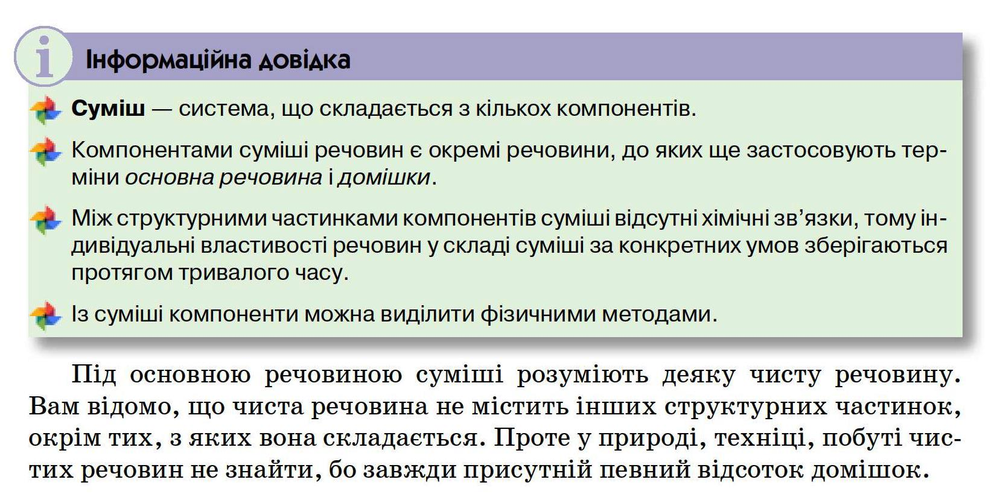 i
Інформаційна довідка
Суміш — система, що складається з кількох компонентів.
Компонентами суміші речовин є окремі речовини, до яких ще застосовують тер-
міни основна речовина і домішки.
Між структурними частинками компонентів суміші відсутні хімічні зв’язки, тому ін-
дивідуальні властивості речовин у складі суміші за конкретних умов зберігаються
протягом тривалого часу.
Із суміші компоненти можна виділити фізичними методами.
Під основною речовиною суміші розуміють деяку чисту речовину.
Вам відомо, що чиста речовина не містить інших структурних частинок,
окрім тих, з яких вона складається. Проте у природі, техніці, побуті чис-
тих речовин не знайти, бо завжди присутній певний відсоток домішок.